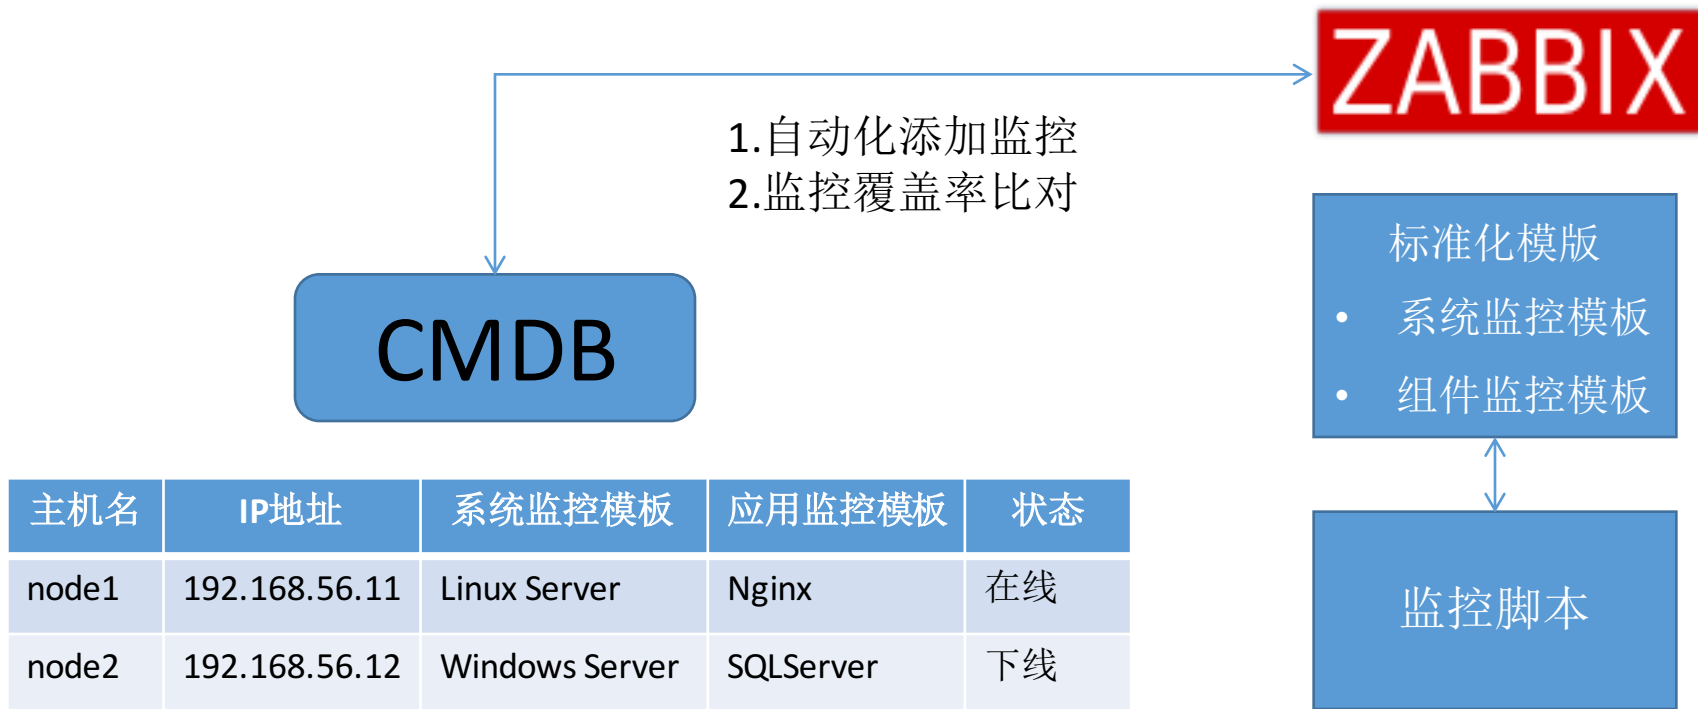 ZABBIX
1.自动化添加监控
2.监控覆盖率比对
CMDB
标准化模版
• 系统监控模板
• 组件监控模板
监控脚本
主机名 IP地址 系统监控模板 应用监控模板 状态
node1 192.168.56.11 Linux Server Nginx 在线
node2 192.168.56.12 Windows Server SQLServer 下线